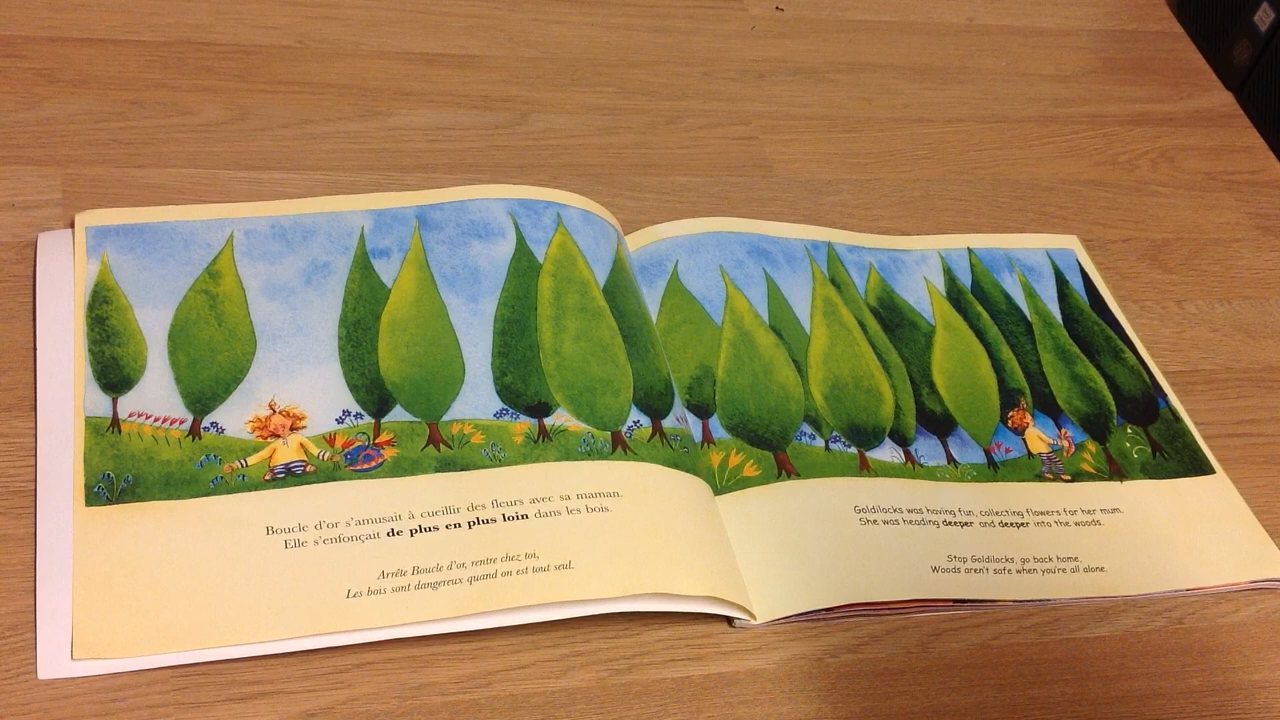 Boucle d'or s'amusait à cueillir des fleurs avec sa maman.
Elle s'enfonçait de plus en plus loin dans les bois.
Arrête Boucle d'or, rentre chez toi,
Les bois sont dangereux quand on est tout seul.
Goldilocks was having fun, collecting flowers for her mum.
She was heading deeper and deeper into the woods.
Stop Goldilocks, go back home,
Woods aren't safe when you're all alone.